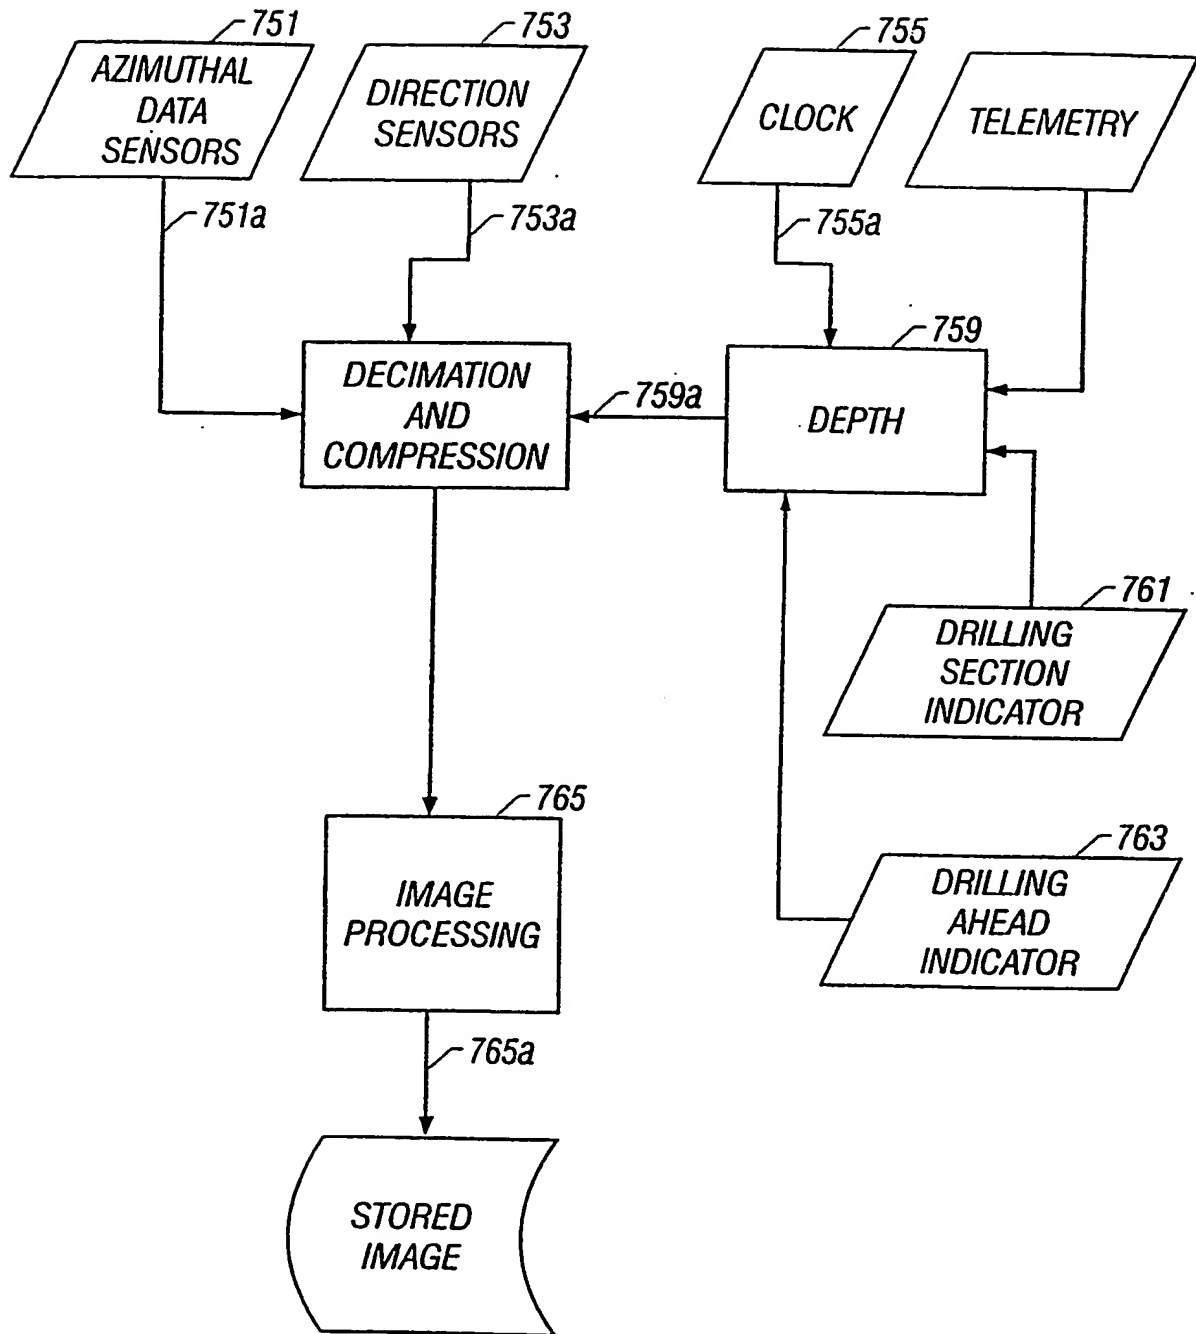 751
AZIMUTHAL
DATA
SENSORS
753
DIRECTION
SENSORS
755
CLOCK
TELEMETRY
751a
753a
755a
DECIMATION
AND
COMPRESSION
759a
759
DEPTH
761
DRILLING
SECTION
INDICATOR
765
IMAGE
PROCESSING
763
DRILLING
AHEAD
INDICATOR
765a
STORED
IMAGE